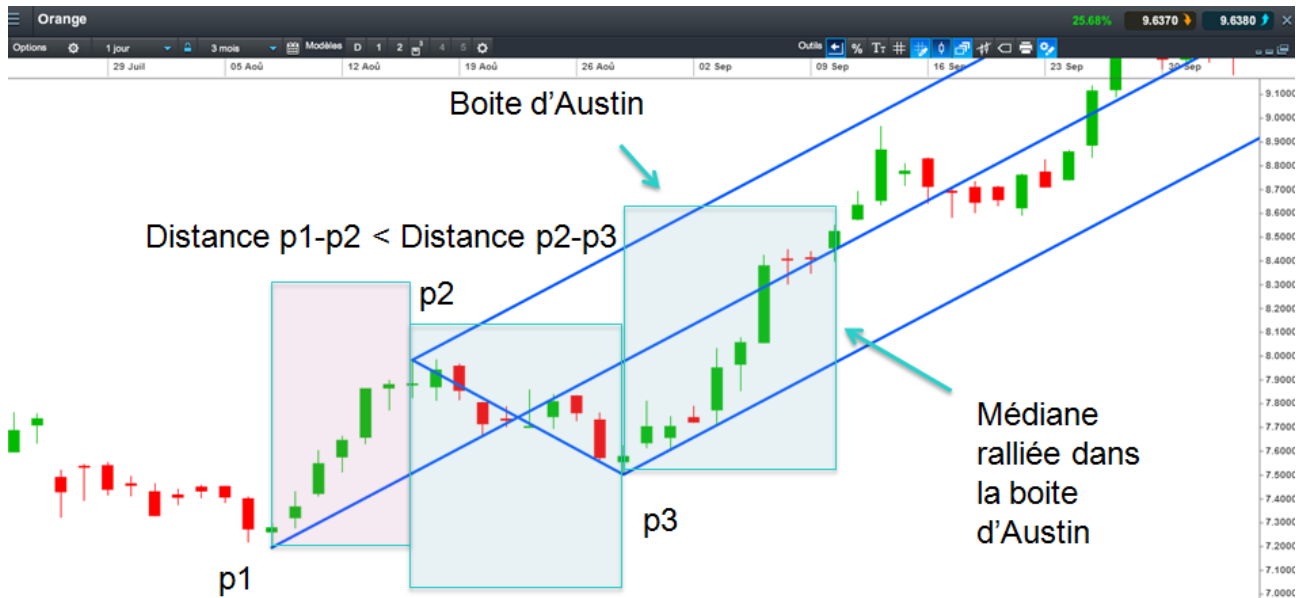 Orange
25.68% 9.6370 9.6380
Options 1 jour 3 mois Modèles D 1 2 3 4 5 Outils % TT
29 Juil 05 Aoû 12 Aoû 19 Aoû 26 Aoû 02 Sep 09 Sep 16 Sep 23 Sep 30 Sep
Boite d'Austin
Distance p1-p2 < Distance p2-p3
p2
Médiane
ralliée dans
la boite
d'Austin
p3
p1
9.1000
9.0000
8.9000
8.8000
8.7000
8.6000
8.5000
8.4000
8.3000
8.2000
8.1000
8.0000
7.9000
7.8000
7.7000
7.6000
7.5000
7.4000
7.3000
7.2000
7.1000
7.0000